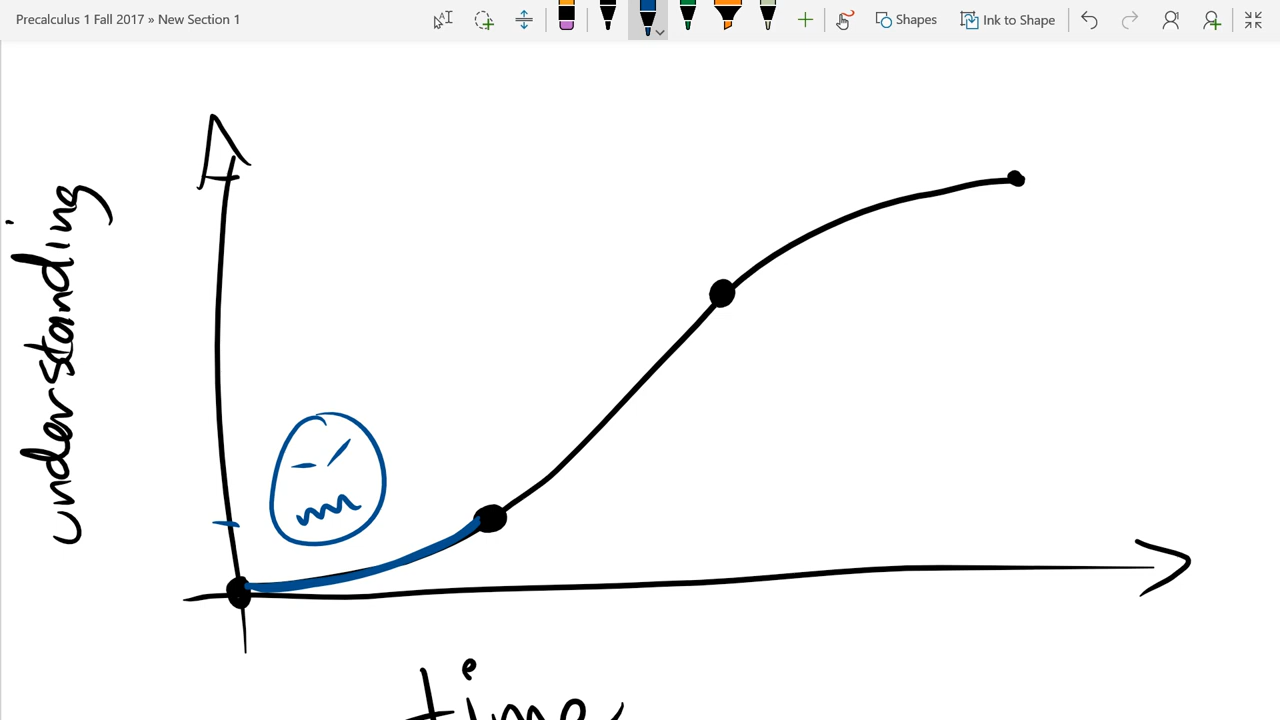 Precalculus 1 Fall 2017 » New Section 1
Shapes
Ink to Shape
understanding
time